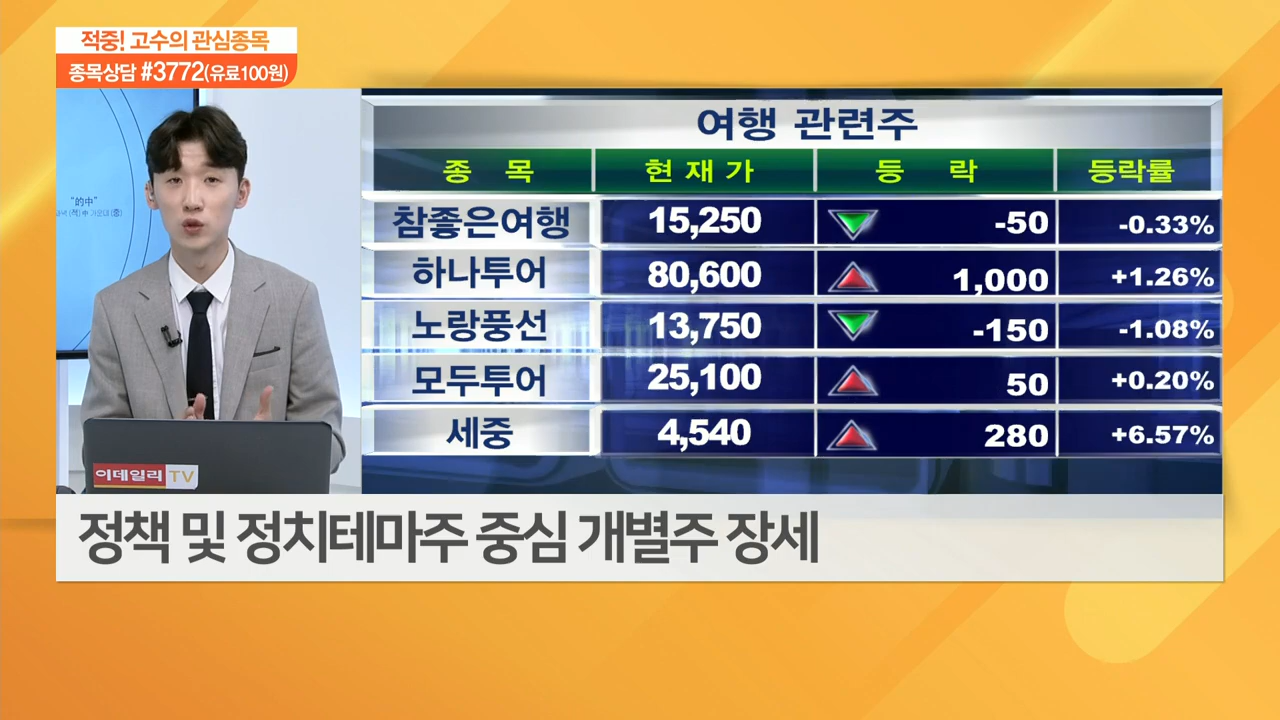 적중! 고수의 관심종목
종목상담 #3772(유료100원)
"的中"
여행 관련주
종 목 현 재 가 등 락 등락률
참좋은여행 15,250 -50 -0.33%
하나투어 80,600 1,000 +1.26%
노랑풍선 13,750 -150 -1.08%
모두투어 25,100 50 +0.20%
세중 4,540 280 +6.57%
이데일리 TV
정책 및 정치테마주 중심 개별주 장세